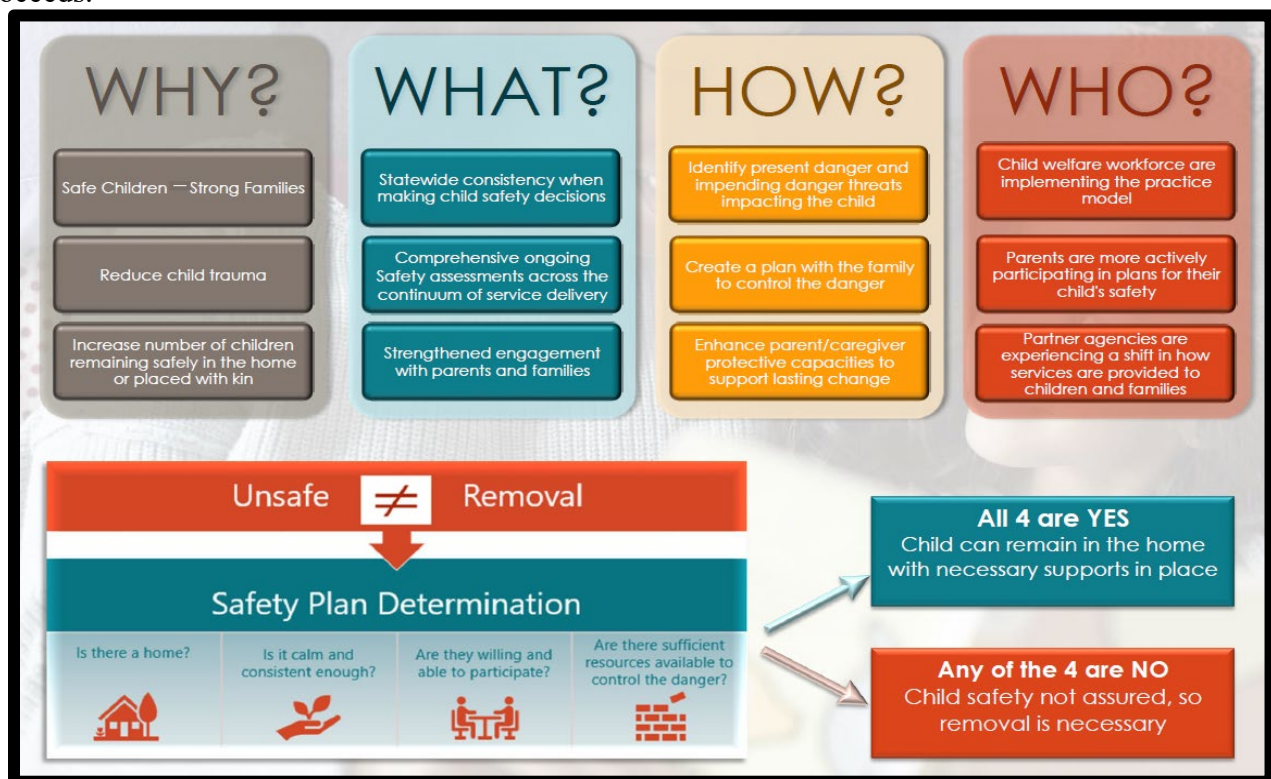 WHY?
Safe Children – Strong Families
Reduce child trauma
Increase number of children
remaining safely in the home
or placed with kin
WHAT?
Statewide consistency when
making child safety decisions
Comprehensive ongoing
Safety assessments across the
continuum of service delivery
Strengthened engagement
with parents and families
HOW?
Identify present danger and
impending danger threats
impacting the child
Create a plan with the family
to control the danger
Enhance parent/caregiver
protective capacities to
support lasting change
WHO?
Child welfare workforce are
implementing the practice
model
Parents are more actively
participating in plans for their
child's safety
Partner agencies are
experiencing a shift in how
services are provided to
children and families
Unsafe ≠ Removal
Safety Plan Determination
Is there a home?
Is it calm and
consistent enough?
Are they willing and
able to participate?
Are there sufficient
resources available to
control the danger?
All 4 are YES
Child can remain in the home
with necessary supports in place
Any of the 4 are NO
Child safety not assured, so
removal is necessary